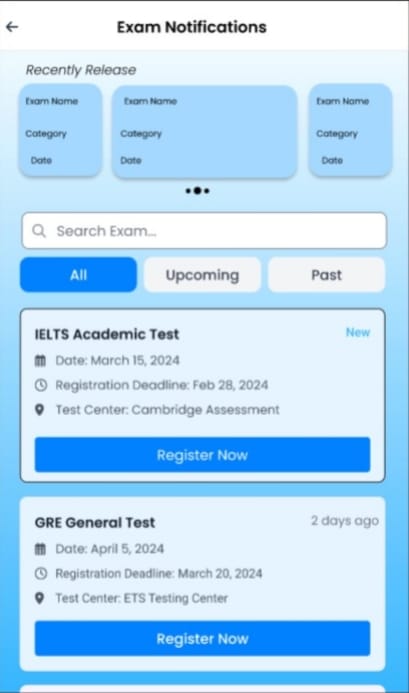 Exam Notifications
Recently Release
Exam Name
Category
Date
Exam Name
Category
Date
Exam Name
Category
Date
Search Exam...
All
Upcoming
Past
IELTS Academic Test
New
Date: March 15, 2024
Registration Deadline: Feb 28, 2024
Test Center: Cambridge Assessment
Register Now
GRE General Test
2 days ago
Date: April 5, 2024
Registration Deadline: March 20, 2024
Test Center: ETS Testing Center
Register Now